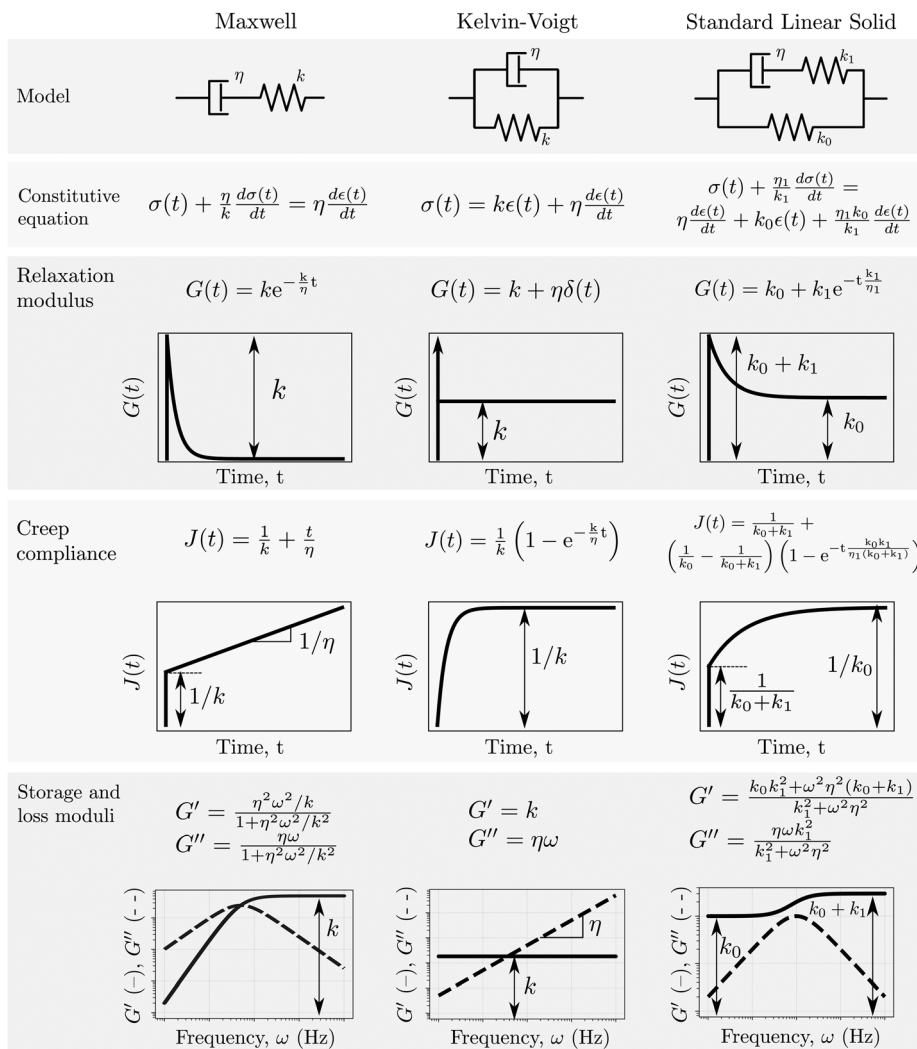 Maxwell Kelvin-Voigt Standard Linear Solid
Model
η k
η
k
η k₁
k₀
Constitutive
equation
σ(t) + η/k dσ(t)/dt = η dϵ(t)/dt
σ(t) = kϵ(t) + η dϵ(t)/dt
σ(t) + η₁/k₁ dσ(t)/dt =
η dϵ(t)/dt + k₀ϵ(t) + η₁k₀/k₁ dϵ(t)/dt
Relaxation
modulus
G(t) = ke^(−k/η t)
G(t) = k + ηδ(t)
G(t) = k₀ + k₁e^(−t k₁/η₁)
G(t)
k
Time, t
G(t)
k
Time, t
G(t)
k₀ + k₁
k₀
Time, t
Creep
compliance
J(t) = 1/k + t/η
J(t) = 1/k (1 − e^(−k/η t))
J(t) = 1/(k₀+k₁) +
(1/k₀ − 1/(k₀+k₁)) (1 − e^(−t k₀k₁/(η₁(k₀+k₁))))
J(t)
1/η
1/k
Time, t
J(t)
1/k
Time, t
J(t)
1/k₀
1/(k₀+k₁)
Time, t
Storage and
loss moduli
G′ = (η²ω²/k)/(1+η²ω²/k²)
G″ = ηω/(1+η²ω²/k²)
G′ = k
G″ = ηω
G′ = (k₀k₁²+ω²η²(k₀+k₁))/(k₁²+ω²η²)
G″ = ηωk₁²/(k₁²+ω²η²)
G′ (–), G″ (- -)
k
Frequency, ω (Hz)
G′ (–), G″ (- -)
η
k
Frequency, ω (Hz)
G′ (–), G″ (- -)
k₀ + k₁
k₀
Frequency, ω (Hz)